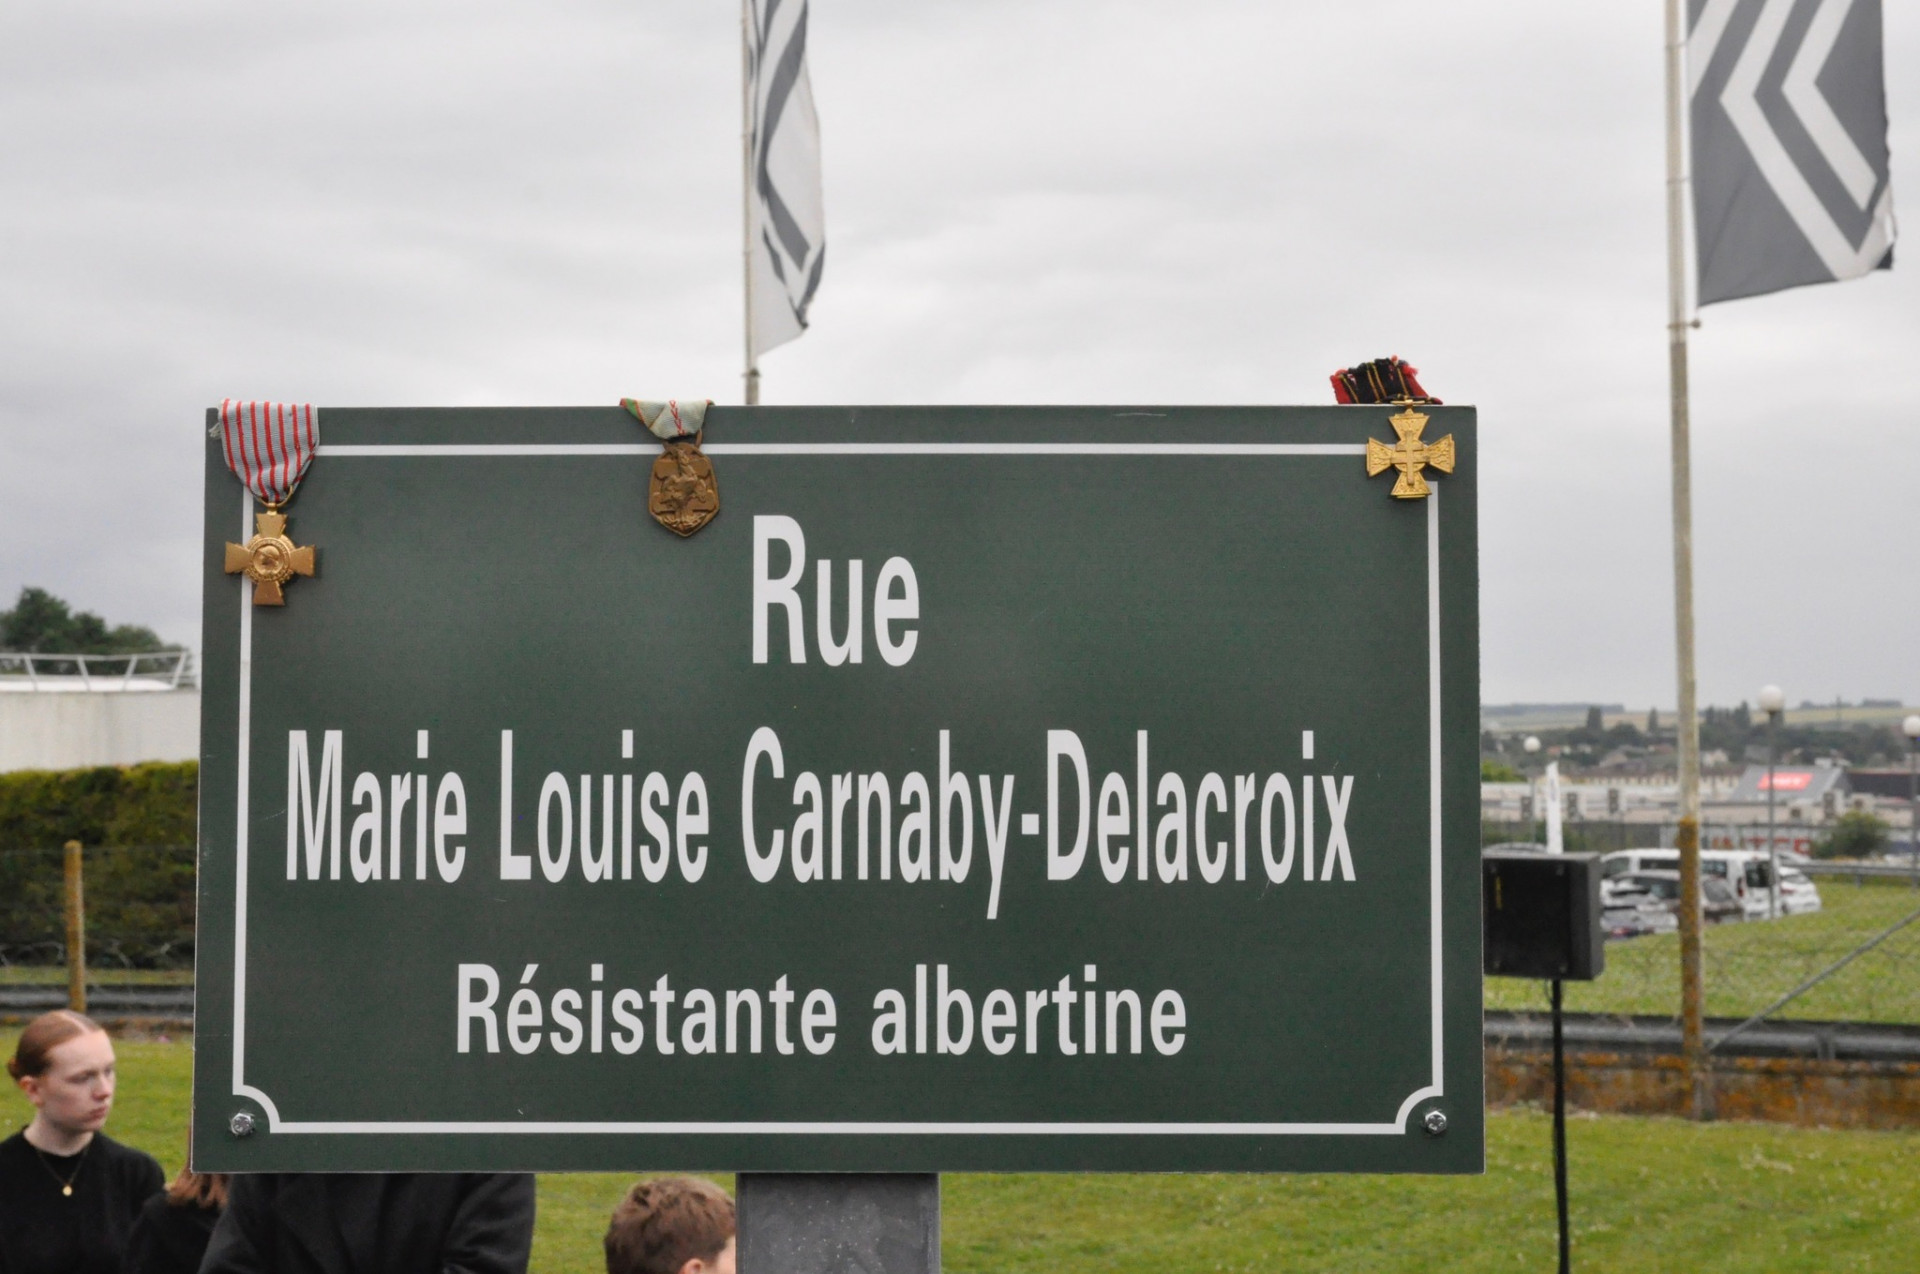 Rue
Marie Louise Carnaby-Delacroix
Résistante albertine